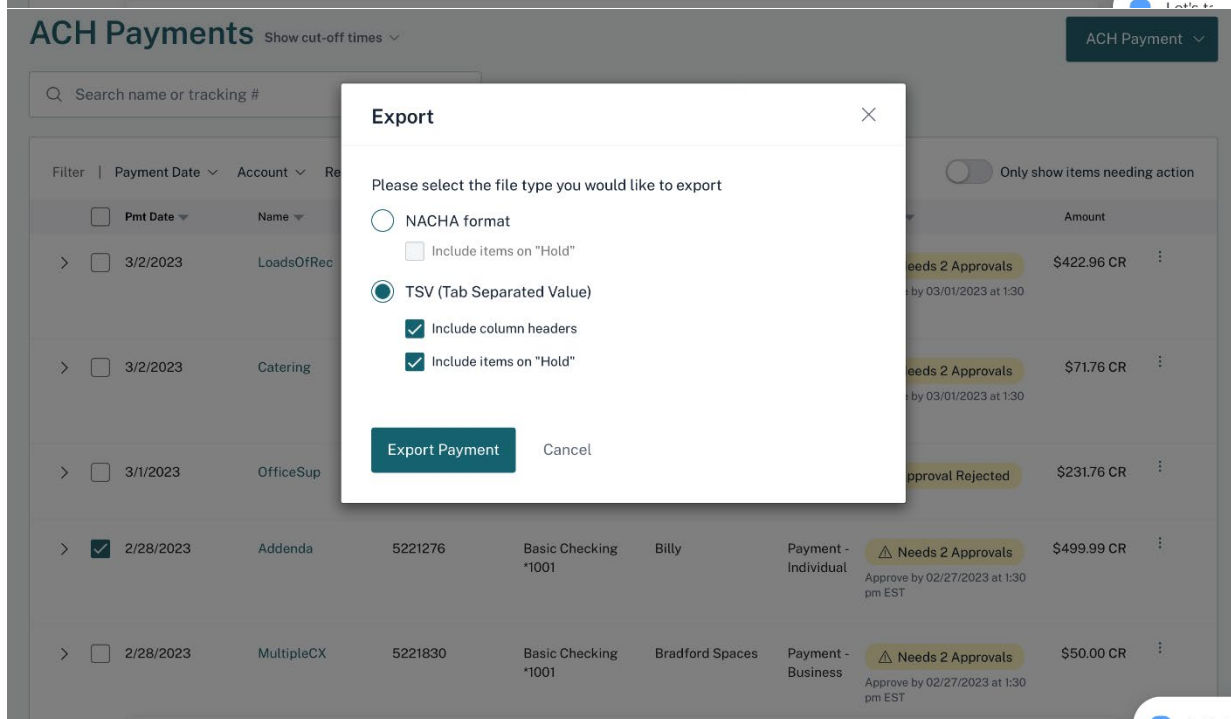 Let's ta
ACH Payments Show cut-off times
ACH Payment
Search name or tracking #
Export
Filter | Payment Date Account Re
Only show items needing action
Please select the file type you would like to export
Pmt Date Name Amount
NACHA format
Include items on "Hold"
3/2/2023 LoadsOfRec eeds 2 Approvals $422.96 CR
by 03/01/2023 at 1:30
TSV (Tab Separated Value)
Include column headers
Include items on "Hold"
3/2/2023 Catering eeds 2 Approvals $71.76 CR
by 03/01/2023 at 1:30
Export Payment Cancel
3/1/2023 OfficeSup pproval Rejected $231.76 CR
2/28/2023 Addenda 5221276 Basic Checking Billy Payment - Needs 2 Approvals $499.99 CR
*1001 Individual
Approve by 02/27/2023 at 1:30
pm EST
2/28/2023 MultipleCX 5221830 Basic Checking Bradford Spaces Payment - Needs 2 Approvals $50.00 CR
*1001 Business
Approve by 02/27/2023 at 1:30
pm EST